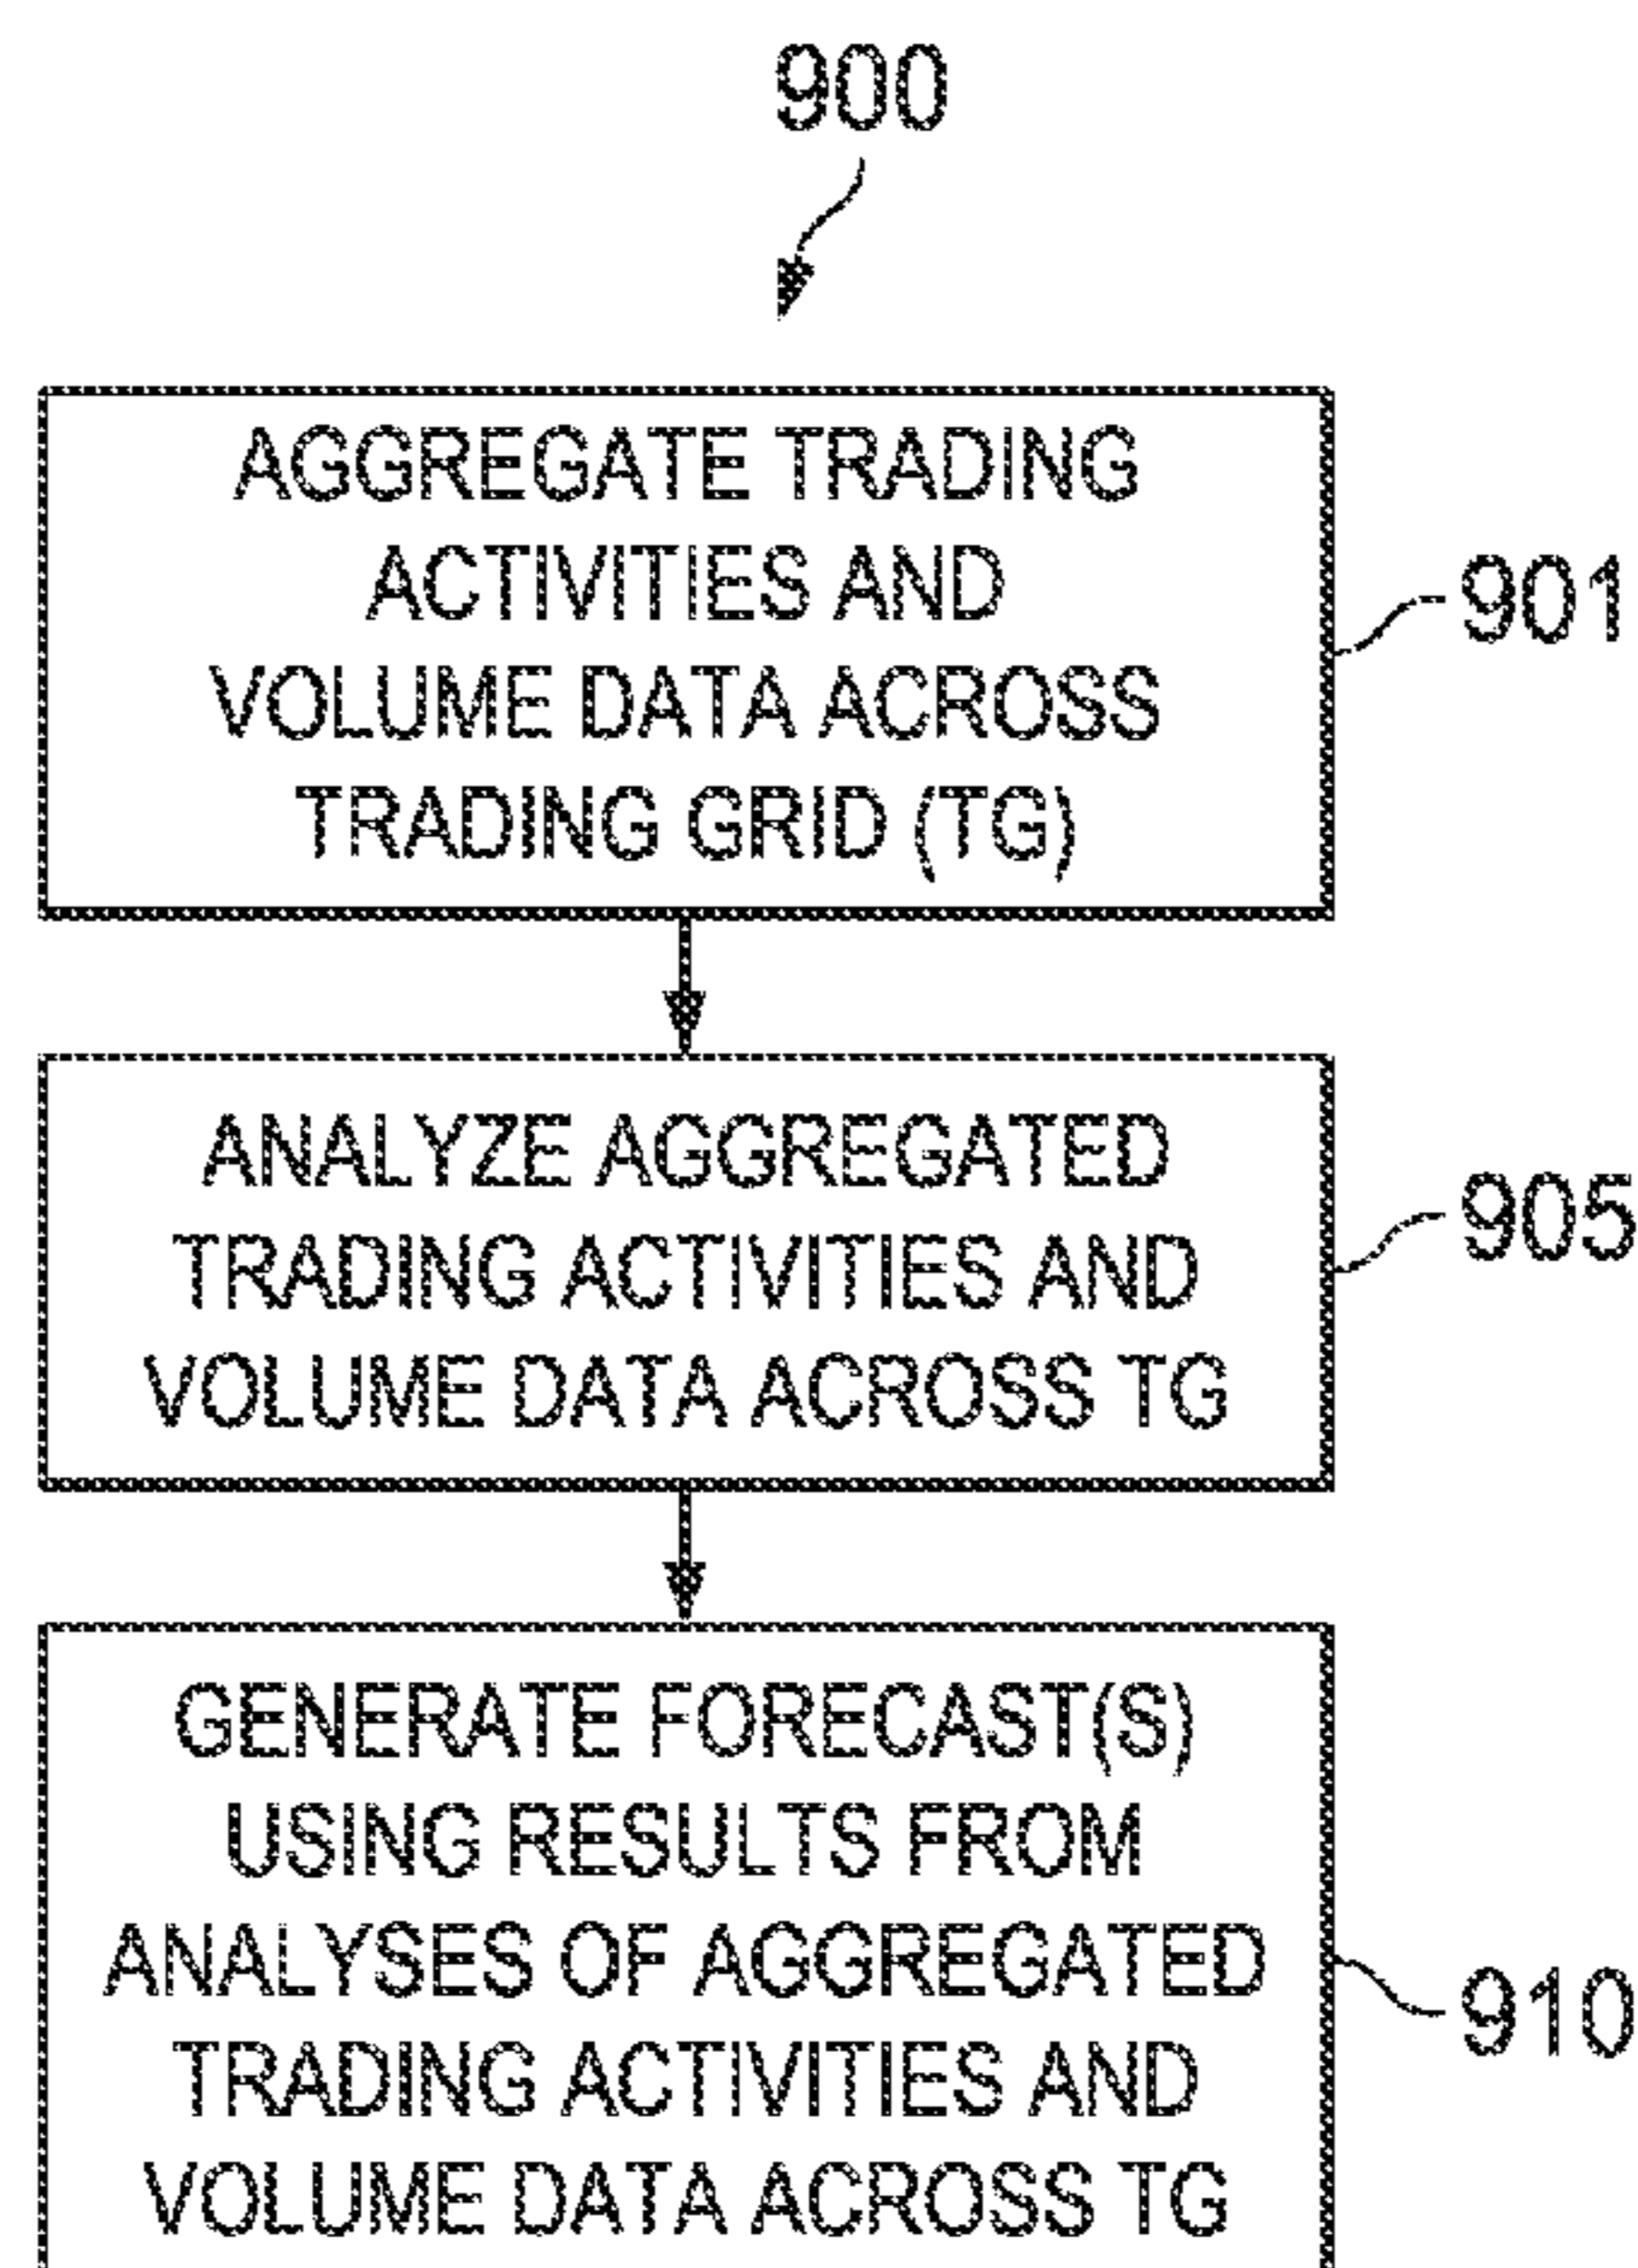 900
AGGREGATE TRADING
ACTIVITIES AND
VOLUME DATA ACROSS
TRADING GRID (TG)
901
ANALYZE AGGREGATED
TRADING ACTIVITIES AND
VOLUME DATA ACROSS TG
905
GENERATE FORECAST(S)
USING RESULTS FROM
ANALYSES OF AGGREGATED
TRADING ACTIVITIES AND
VOLUME DATA ACROSS TG
910